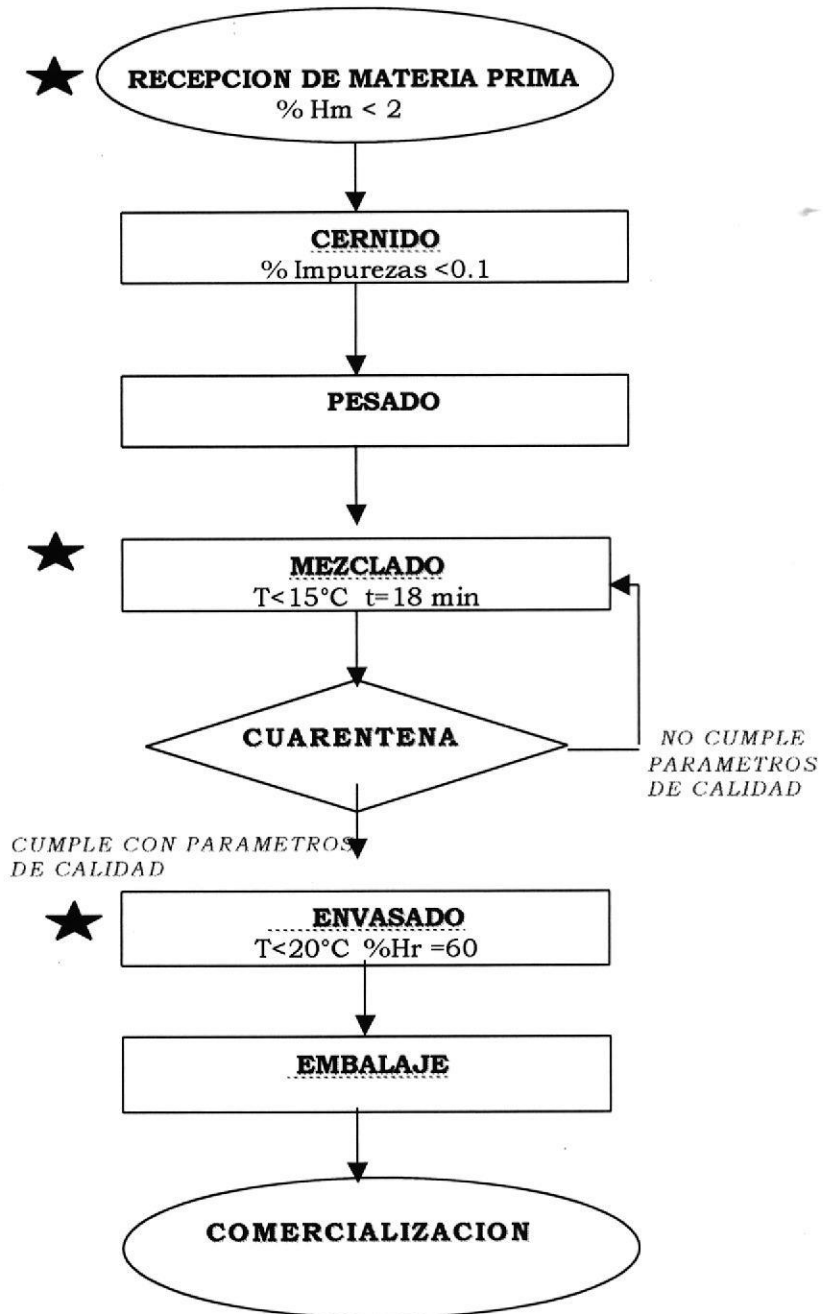 RECEPCION DE MATERIA PRIMA
% Hm < 2
CERNIDO
% Impurezas <0.1
PESADO
MEZCLADO
T<15°C t=18 min
CUARENTENA
NO CUMPLE
PARAMETROS
DE CALIDAD
CUMPLE CON PARAMETROS
DE CALIDAD
ENVASADO
T<20°C %Hr =60
EMBALAJE
COMERCIALIZACION